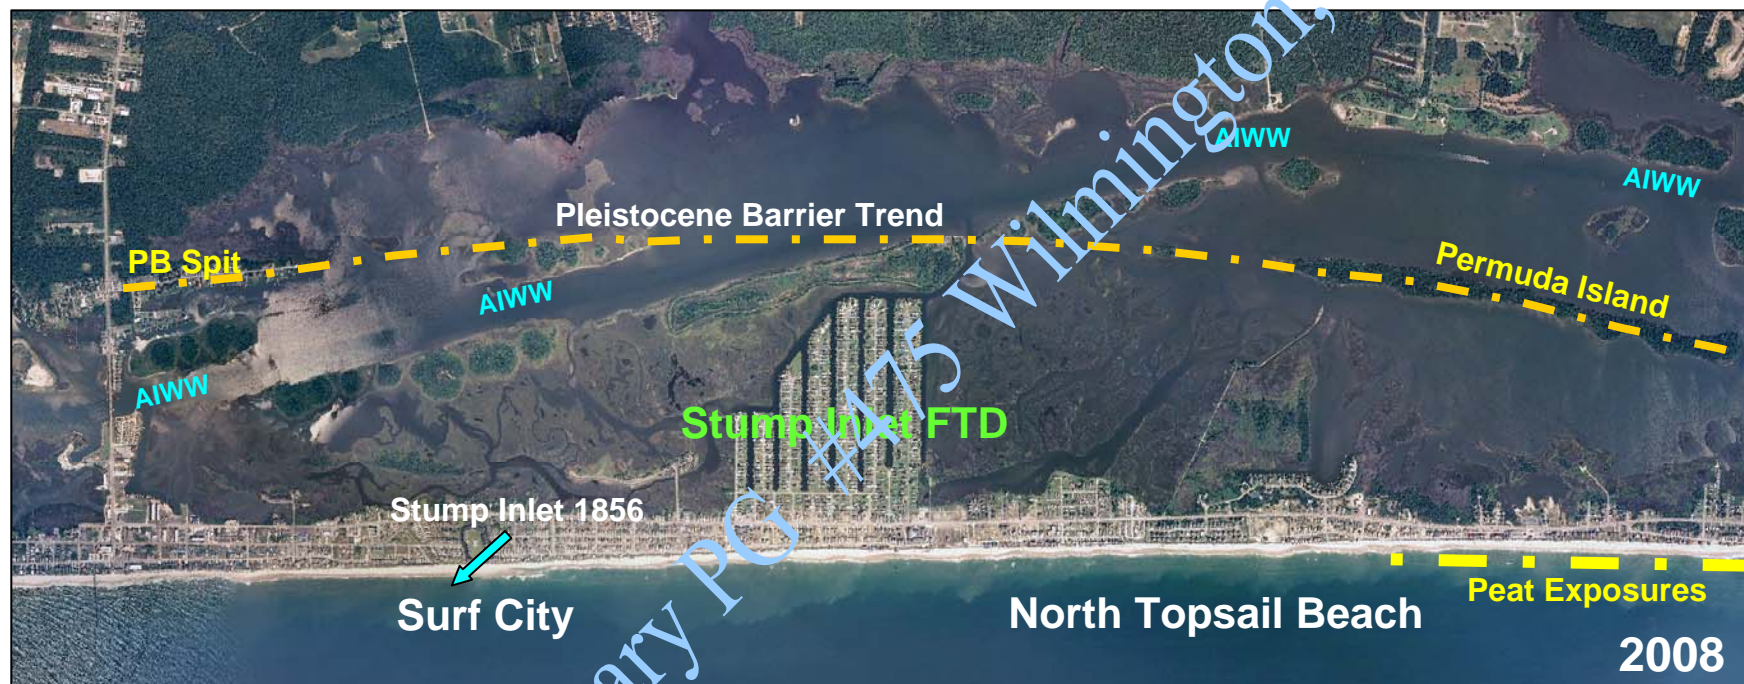 AIWW
AIWW
Pleistocene Barrier Trend
PB Spit
Permuda Island
AIWW
AIWW
Stump Inlet FTD
Stump Inlet 1856
Surf City
North Topsail Beach
Peat Exposures
2008
PG #475 Wilmington,